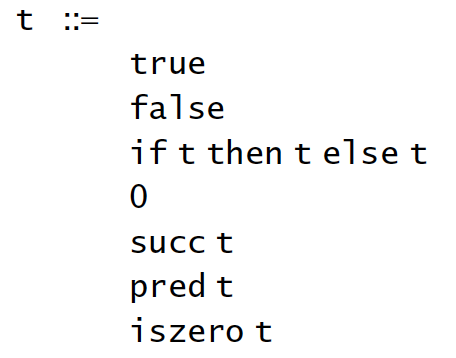 t ::=
true
false
if t then t else t
0
succ t
pred t
iszero t